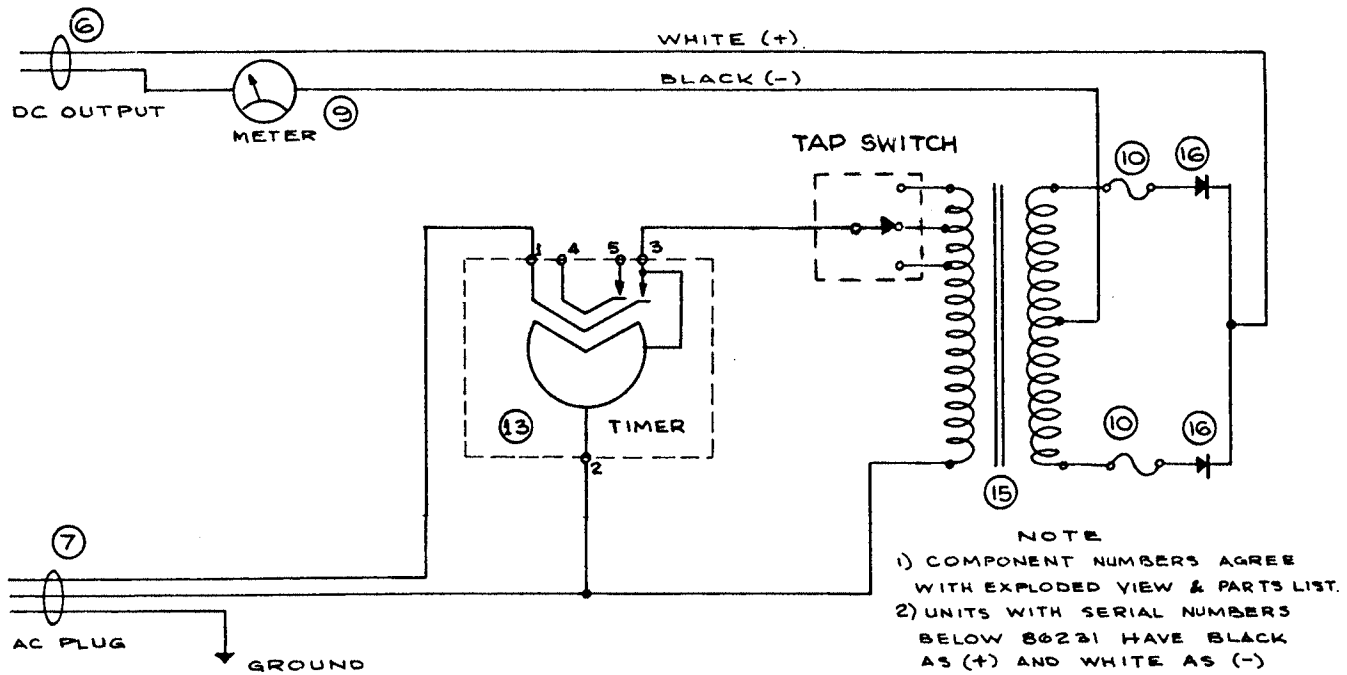 6
WHITE (+)
BLACK (-)
DC OUTPUT
METER
9
TAP SWITCH
10
16
1 4 5 3
13
TIMER
2
10
16
15
7
AC PLUG
GROUND
NOTE
1) COMPONENT NUMBERS AGREE
WITH EXPLODED VIEW & PARTS LIST.
2) UNITS WITH SERIAL NUMBERS
BELOW 86231 HAVE BLACK
AS (+) AND WHITE AS (-)